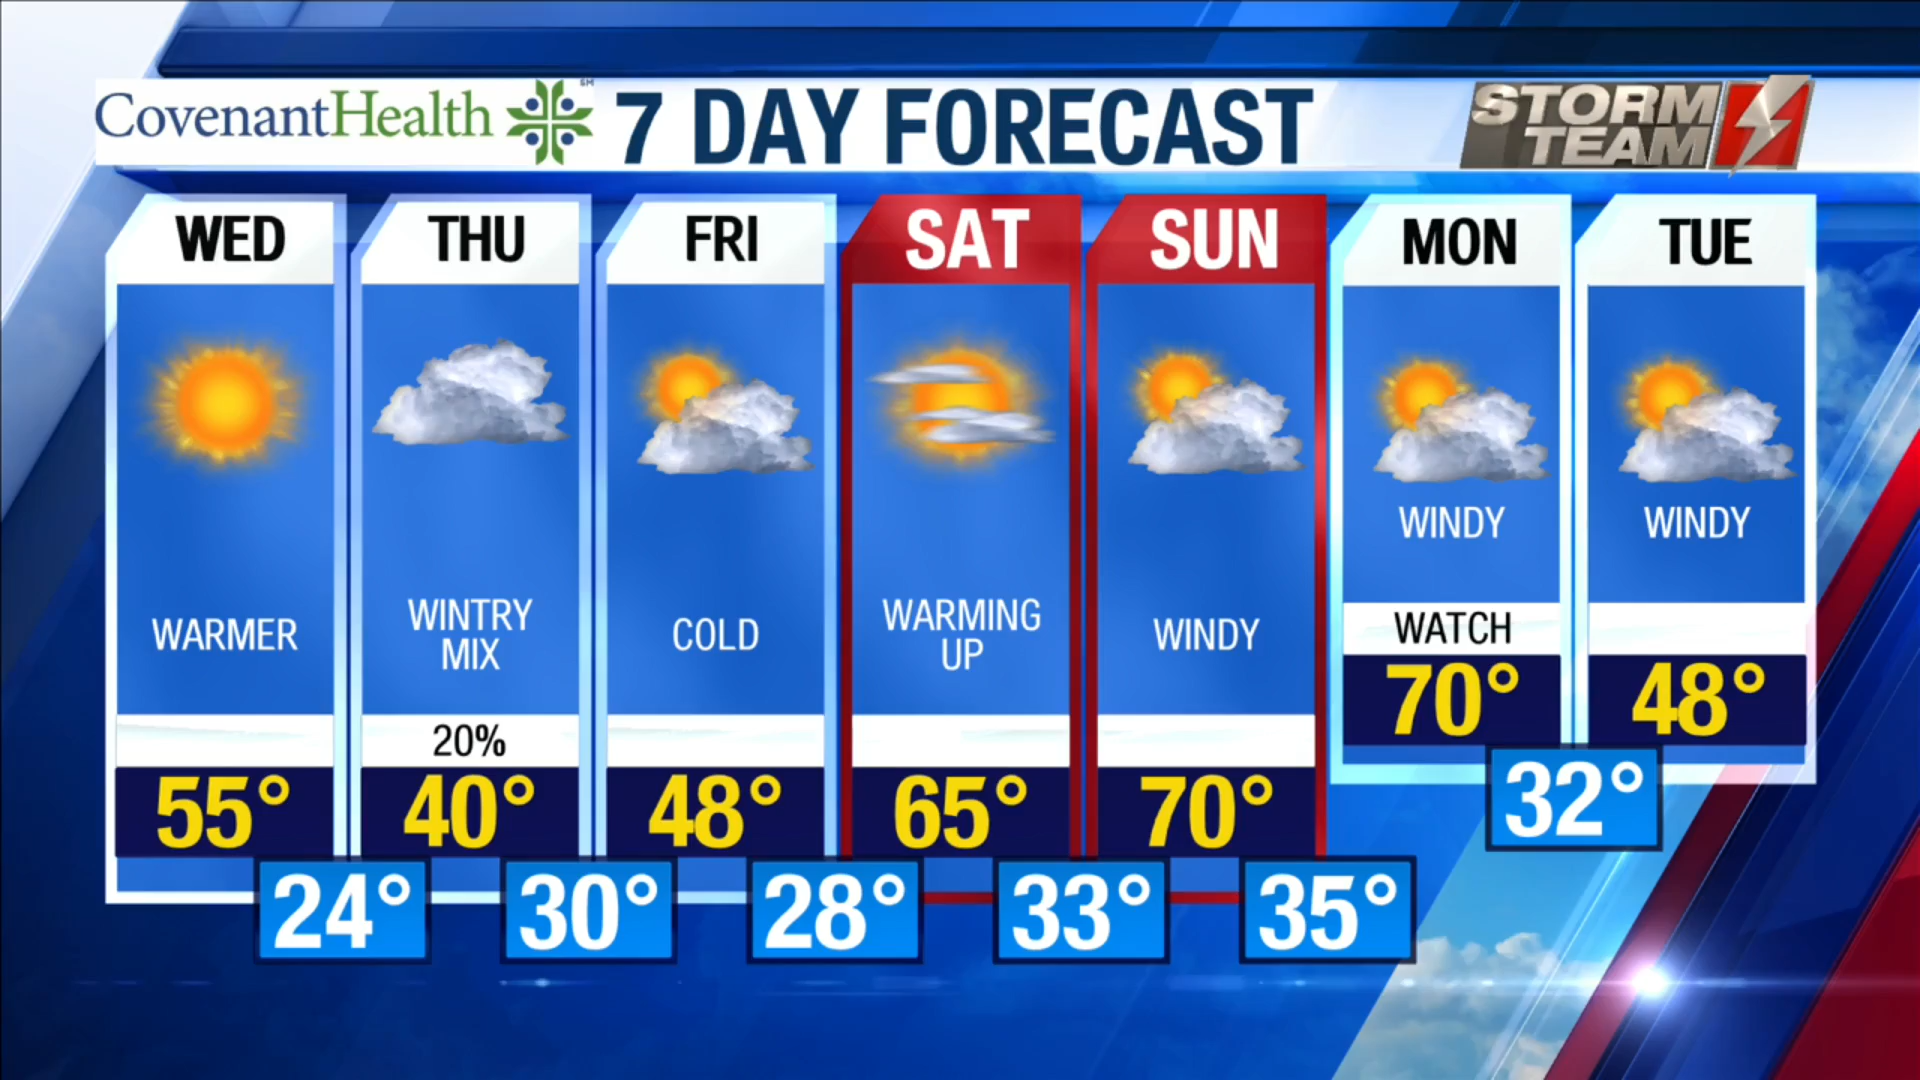 CovenantHealth SM 7 DAY FORECAST STORM
TEAM
WED THU FRI SAT SUN MON TUE
WINDY WINDY
WARMER WINTRY
MIX COLD WARMING
UP WINDY WATCH
20%
55° 40° 48° 65° 70° 70° 48°
24° 30° 28° 33° 35° 32°